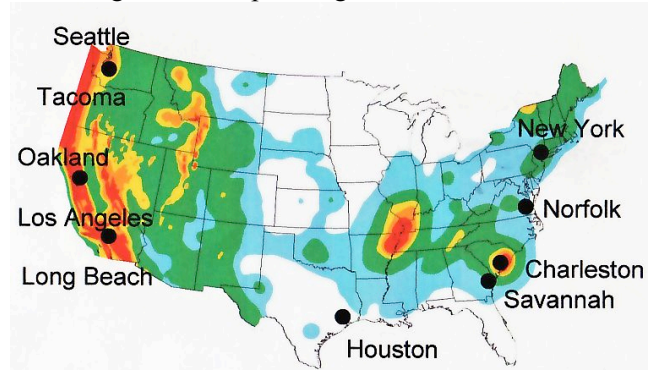 Seattle
Tacoma
New York
Oakland
Norfolk
Los Angeles
Long Beach
Charleston
Savannah
Houston